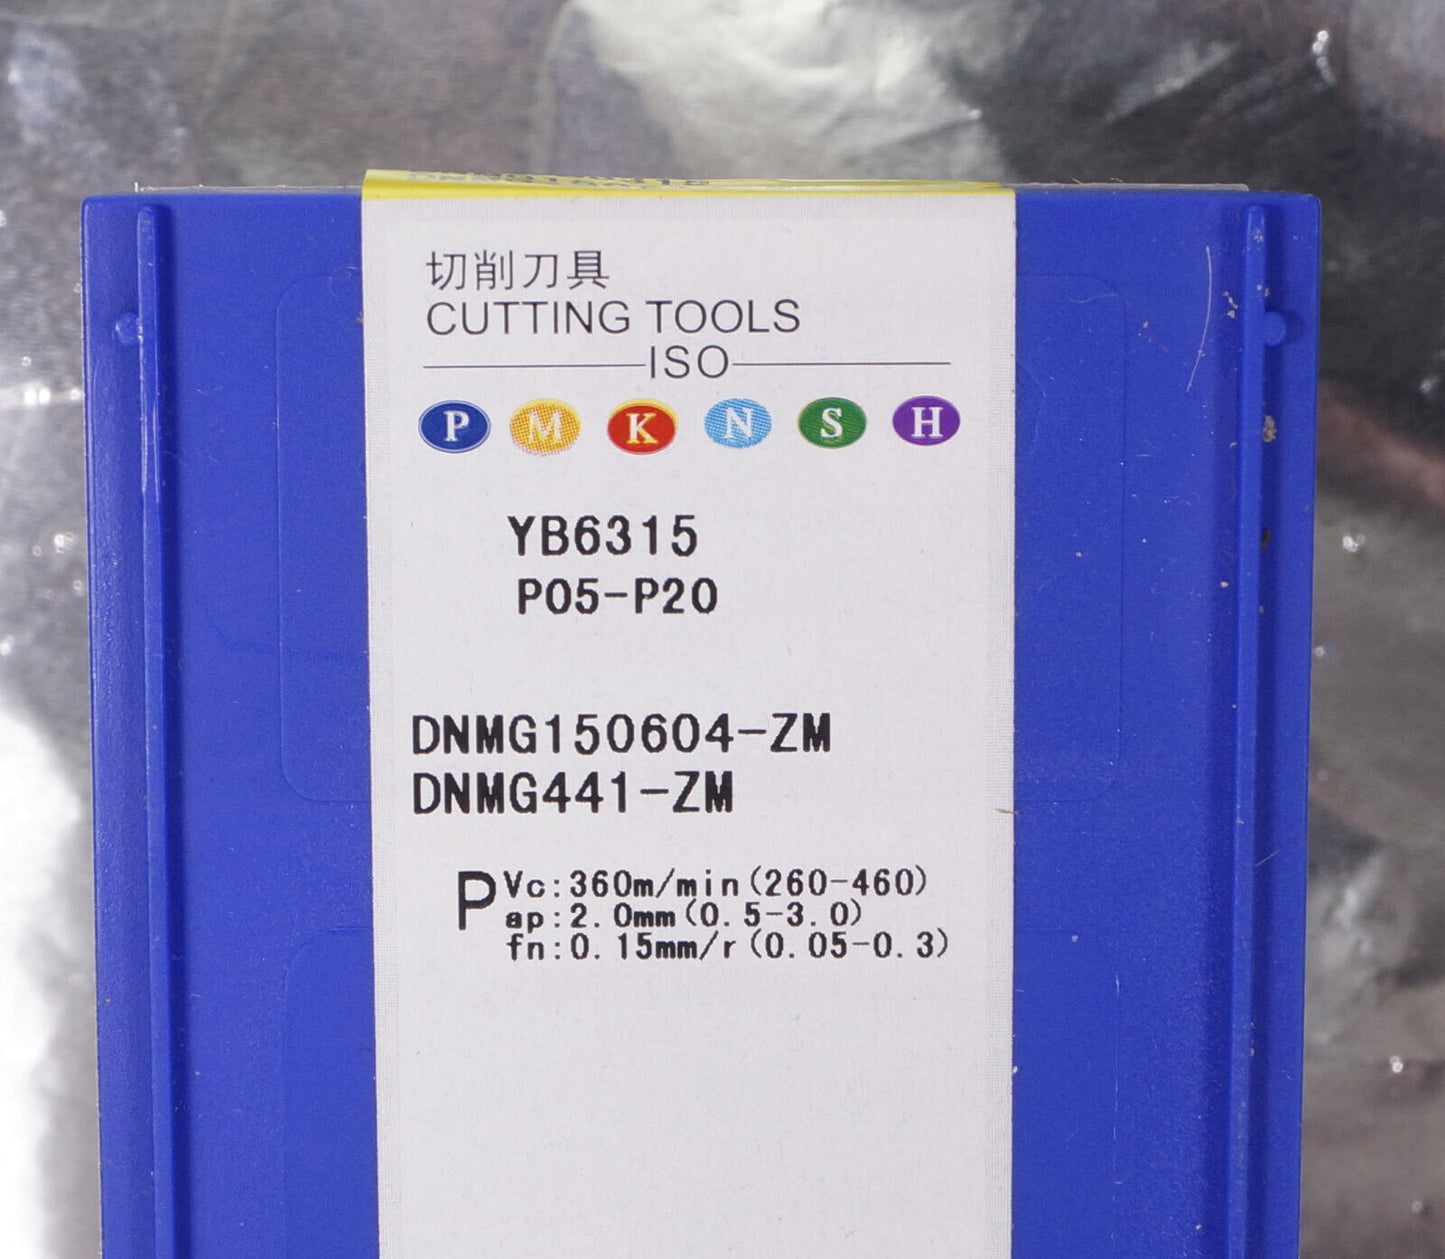 切削刀具
CUTTING TOOLS
ISO
P M K N S H
YB6315
P05-P20
DNMG150604-ZM
DNMG441-ZM
P
Vc:360m/min(260-460)
ap:2.0mm(0.5-3.0)
fn:0.15mm/r(0.05-0.3)